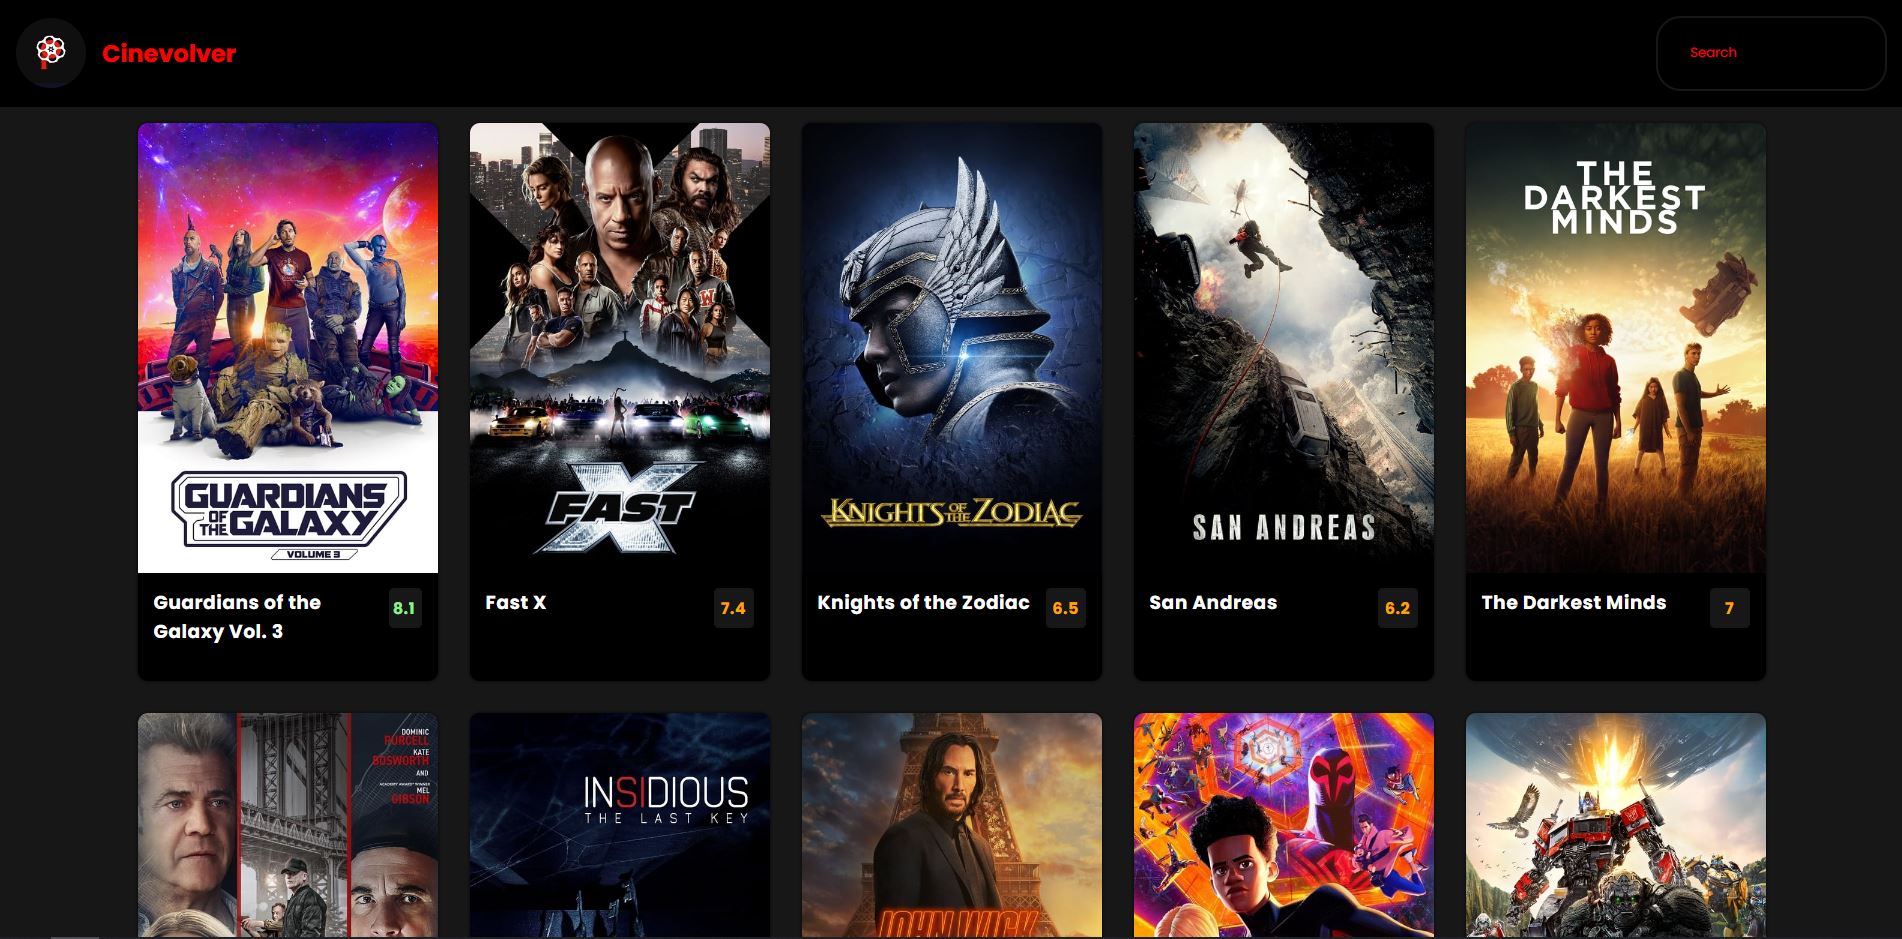 Cinevolver
Search
GUARDIANS
OF THE GALAXY
VOLUME 3
FAST
X
KNIGHTS OF THE ZODIAC
SAN ANDREAS
THE
DARKEST
MINDS
Guardians of the
Galaxy Vol. 3
8.1
Fast X
7.4
Knights of the Zodiac
6.5
San Andreas
6.2
The Darkest Minds
7
DOMINIC
PURCELL
KATE
BOSWORTH
AND
ACADEMY AWARD WINNER
MEL
GIBSON
INSIDIOUS
THE LAST KEY
JOHN WICK